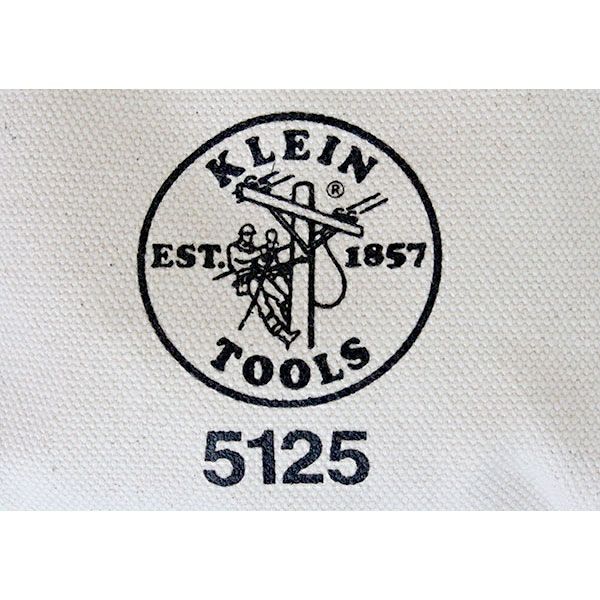 KLEIN
®
EST. 1857
TOOLS
5125